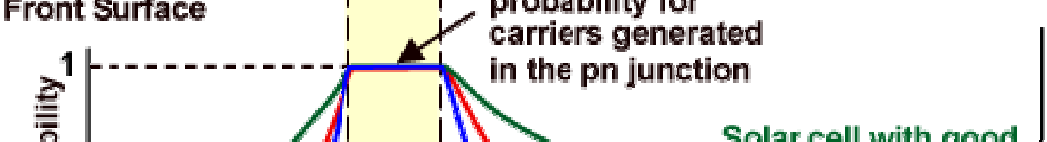 Front Surface
probability for
carriers generated
in the pn junction
1
Solar cell with good